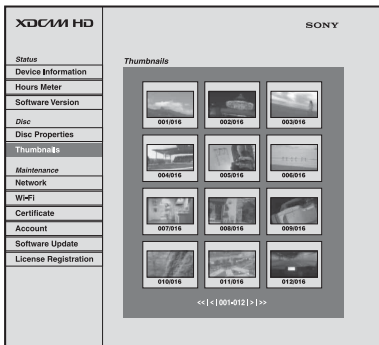 XDCAM HD
SONY
Status
Device Information
Hours Meter
Software Version
Disc
Disc Properties
Thumbnails
Maintenance
Network
Wi-Fi
Certificate
Account
Software Update
License Registration
Thumbnails
001/016
002/016
003/016
004/016
005/016
006/016
007/016
008/016
009/016
010/016
011/016
012/016
<< | < | 001-012 | > | >>